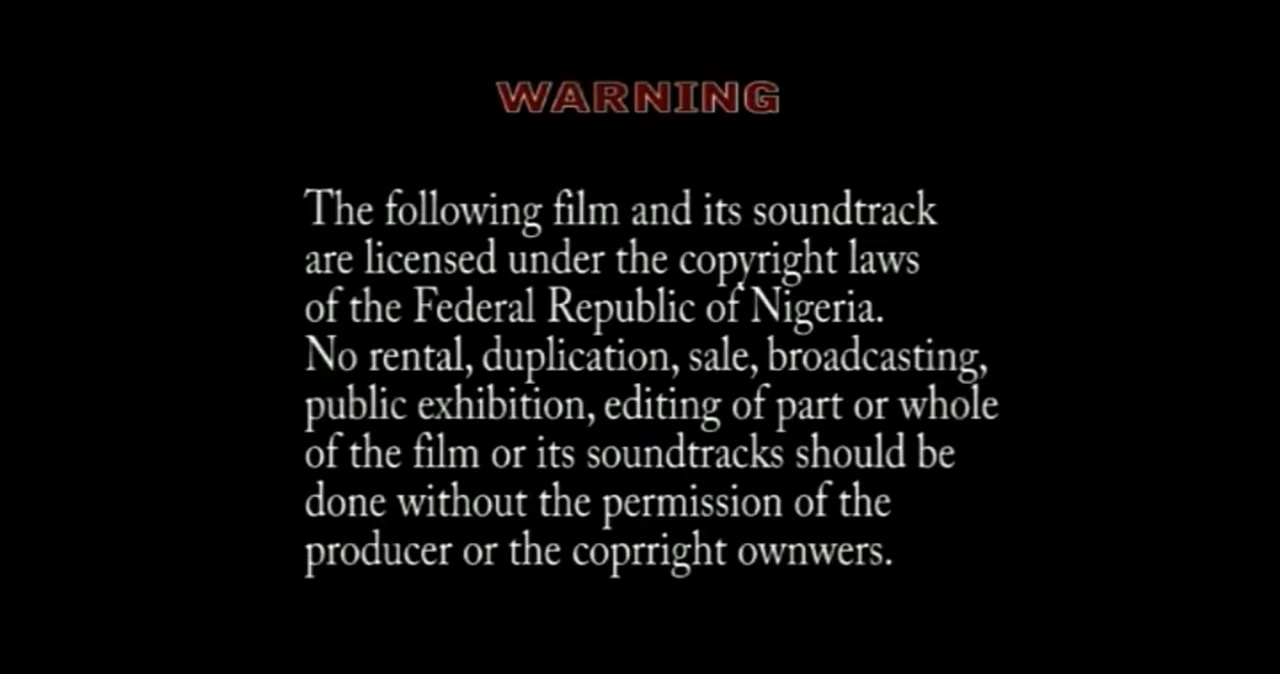 WARNING
The following film and its soundtrack
are licensed under the copyright laws
of the Federal Republic of Nigeria.
No rental, duplication, sale, broadcasting,
public exhibition, editing of part or whole
of the film or its soundtracks should be
done without the permission of the
producer or the coprright ownwers.